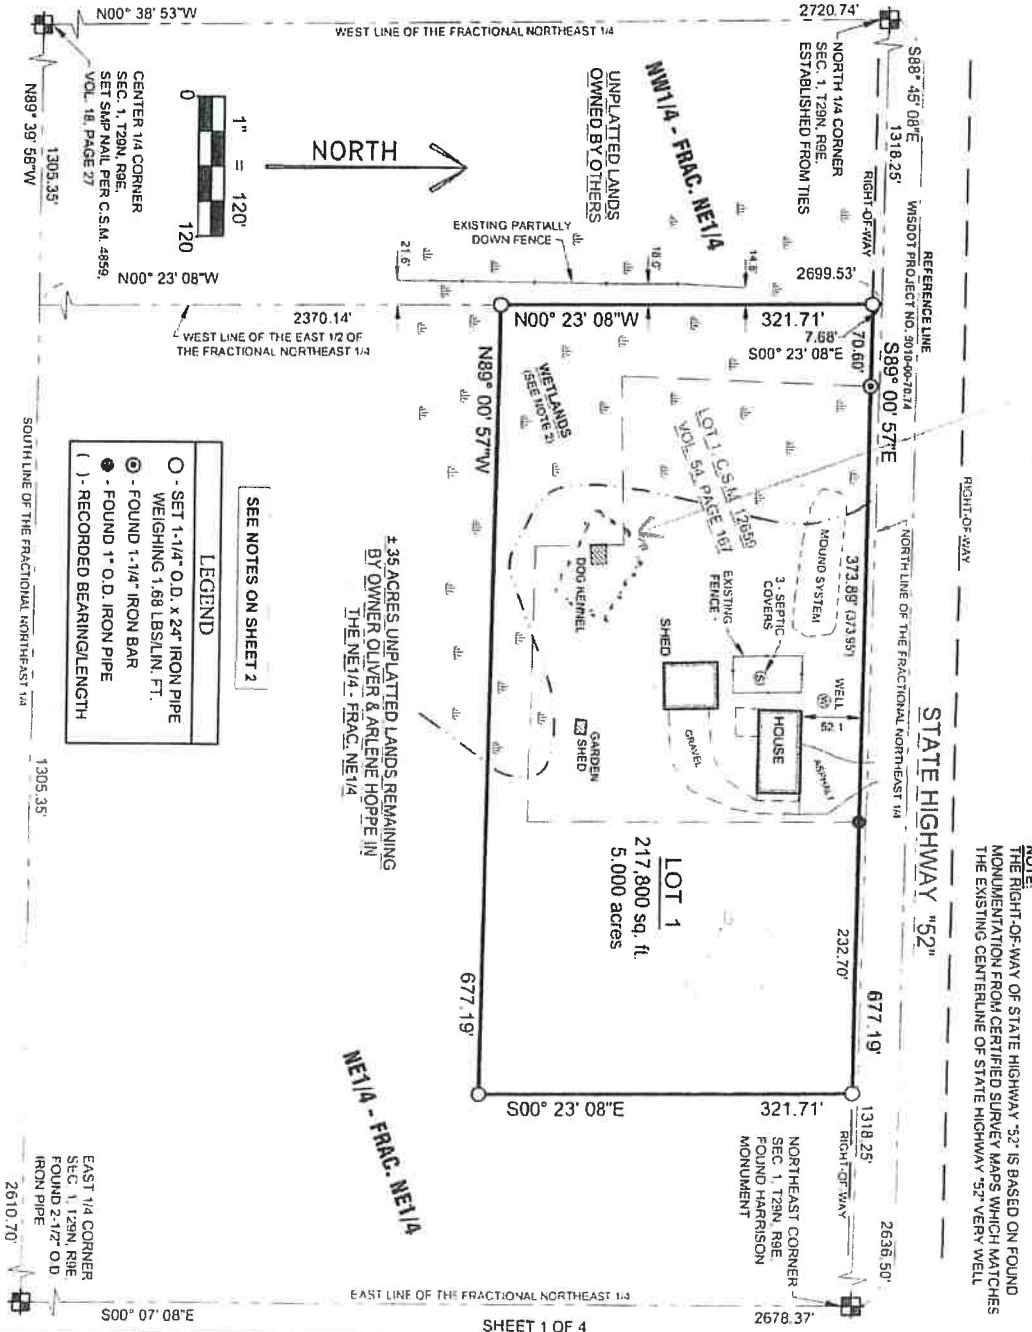 NOTE:
THE RIGHT-OF-WAY OF STATE HIGHWAY "52" IS BASED ON FOUND
MONUMENTATION FROM CERTIFIED SURVEY MAPS WHICH MATCHES
THE EXISTING CENTERLINE OF STATE HIGHWAY "52" VERY WELL
N00° 38' 53"W
WEST LINE OF THE FRACTIONAL NORTHEAST 1/4
2720.74'
NORTH 1/4 CORNER
SEC. 1, T29N, R9E,
ESTABLISHED FROM TIES
S88° 45' 08"E
1318.25'
RIGHT-OF-WAY
REFERENCE LINE
WISDOT PROJECT NO. 9010-00-70.74
RIGHT-OF-WAY
NORTH LINE OF THE FRACTIONAL NORTHEAST 1/4
STATE HIGHWAY "52"
CENTER 1/4 CORNER
SEC. 1, T29N, R9E,
SET SMP NAIL PER C.S.M. 4859,
VOL. 18, PAGE 27
N89° 39' 58"W
1305.35'
1" = 120'
0
120
NORTH
UNPLATTED LANDS
OWNED BY OTHERS
NW1/4 - FRAC. NE1/4
EXISTING PARTIALLY
DOWN FENCE
21.6'
18.0'
14.8'
N00° 23' 08"W
2370.14'
WEST LINE OF THE EAST 1/2 OF
THE FRACTIONAL NORTHEAST 1/4
2699.53'
N00° 23' 08"W
321.71'
7.68'
S00° 23' 08"E
70.60'
S89° 00' 57"E
373.89' (373.95')
232.70'
677.19'
N89° 00' 57"W
677.19'
WETLANDS
(SEE NOTE 2)
LOT 1, C.S.M. 12659
VOL. 54, PAGE 167
MOUND SYSTEM
3 - SEPTIC
COVERS
(S)
EXISTING
FENCE
WELL
(W)
HOUSE
ASPHALT
GRAVEL
SHED
DOG KENNEL
GARDEN
SHED
LOT 1
217,800 sq. ft.
5.000 acres
± 35 ACRES UNPLATTED LANDS REMAINING
BY OWNER OLIVER & ARLENE HOPPE IN
THE NE1/4 - FRAC. NE1/4
SEE NOTES ON SHEET 2
LEGEND
- SET 1-1/4" O.D. x 24" IRON PIPE
WEIGHING 1.68 LBS/LIN. FT.
- FOUND 1-1/4" IRON BAR
- FOUND 1" O.D. IRON PIPE
( ) - RECORDED BEARING/LENGTH
SOUTH LINE OF THE FRACTIONAL NORTHEAST 1/4
1305.35'
S00° 23' 08"E
321.71'
1318.25'
RIGHT-OF-WAY
2636.50'
NORTHEAST CORNER
SEC. 1, T29N, R9E,
FOUND HARRISON
MONUMENT
NE1/4 - FRAC. NE1/4
EAST 1/4 CORNER
SEC. 1, T29N, R9E,
FOUND 2-1/2" O.D.
IRON PIPE
2610.70'
S00° 07' 08"E
EAST LINE OF THE FRACTIONAL NORTHEAST 1/4
2678.37'
SHEET 1 OF 4